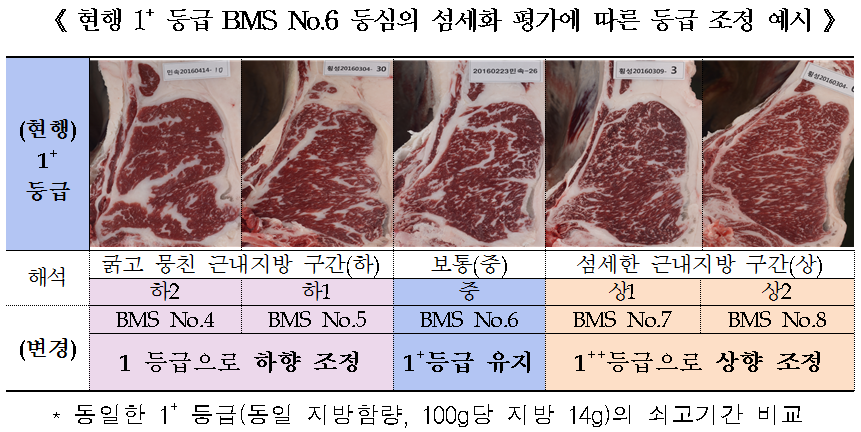 《 현행 1⁺ 등급 BMS No.6 등심의 섬세화 평가에 따른 등급 조정 예시 》
(현행)
1⁺
등급
민속20160414- 10
횡성20160304- 30
20160223민속-26
횡성20160309- 3
횡성20160304-
해석
굵고 뭉친 근내지방 구간(하)
보통(중)
섬세한 근내지방 구간(상)
하2
하1
중
상1
상2
(변경)
BMS No.4
BMS No.5
BMS No.6
BMS No.7
BMS No.8
1 등급으로 하향 조정
1⁺등급 유지
1⁺⁺등급으로 상향 조정
* 동일한 1⁺ 등급(동일 지방함량, 100g당 지방 14g)의 쇠고기간 비교